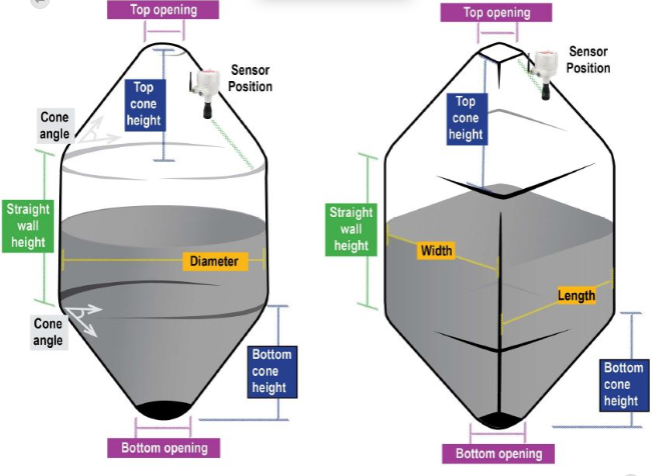 Top opening
Sensor
Position
Top
cone
height
Cone
angle
Straight
wall
height
Diameter
Cone
angle
Bottom
cone
height
Bottom opening
Top opening
Sensor
Position
Top
cone
height
Straight
wall
height
Width
Length
Bottom
cone
height
Bottom opening